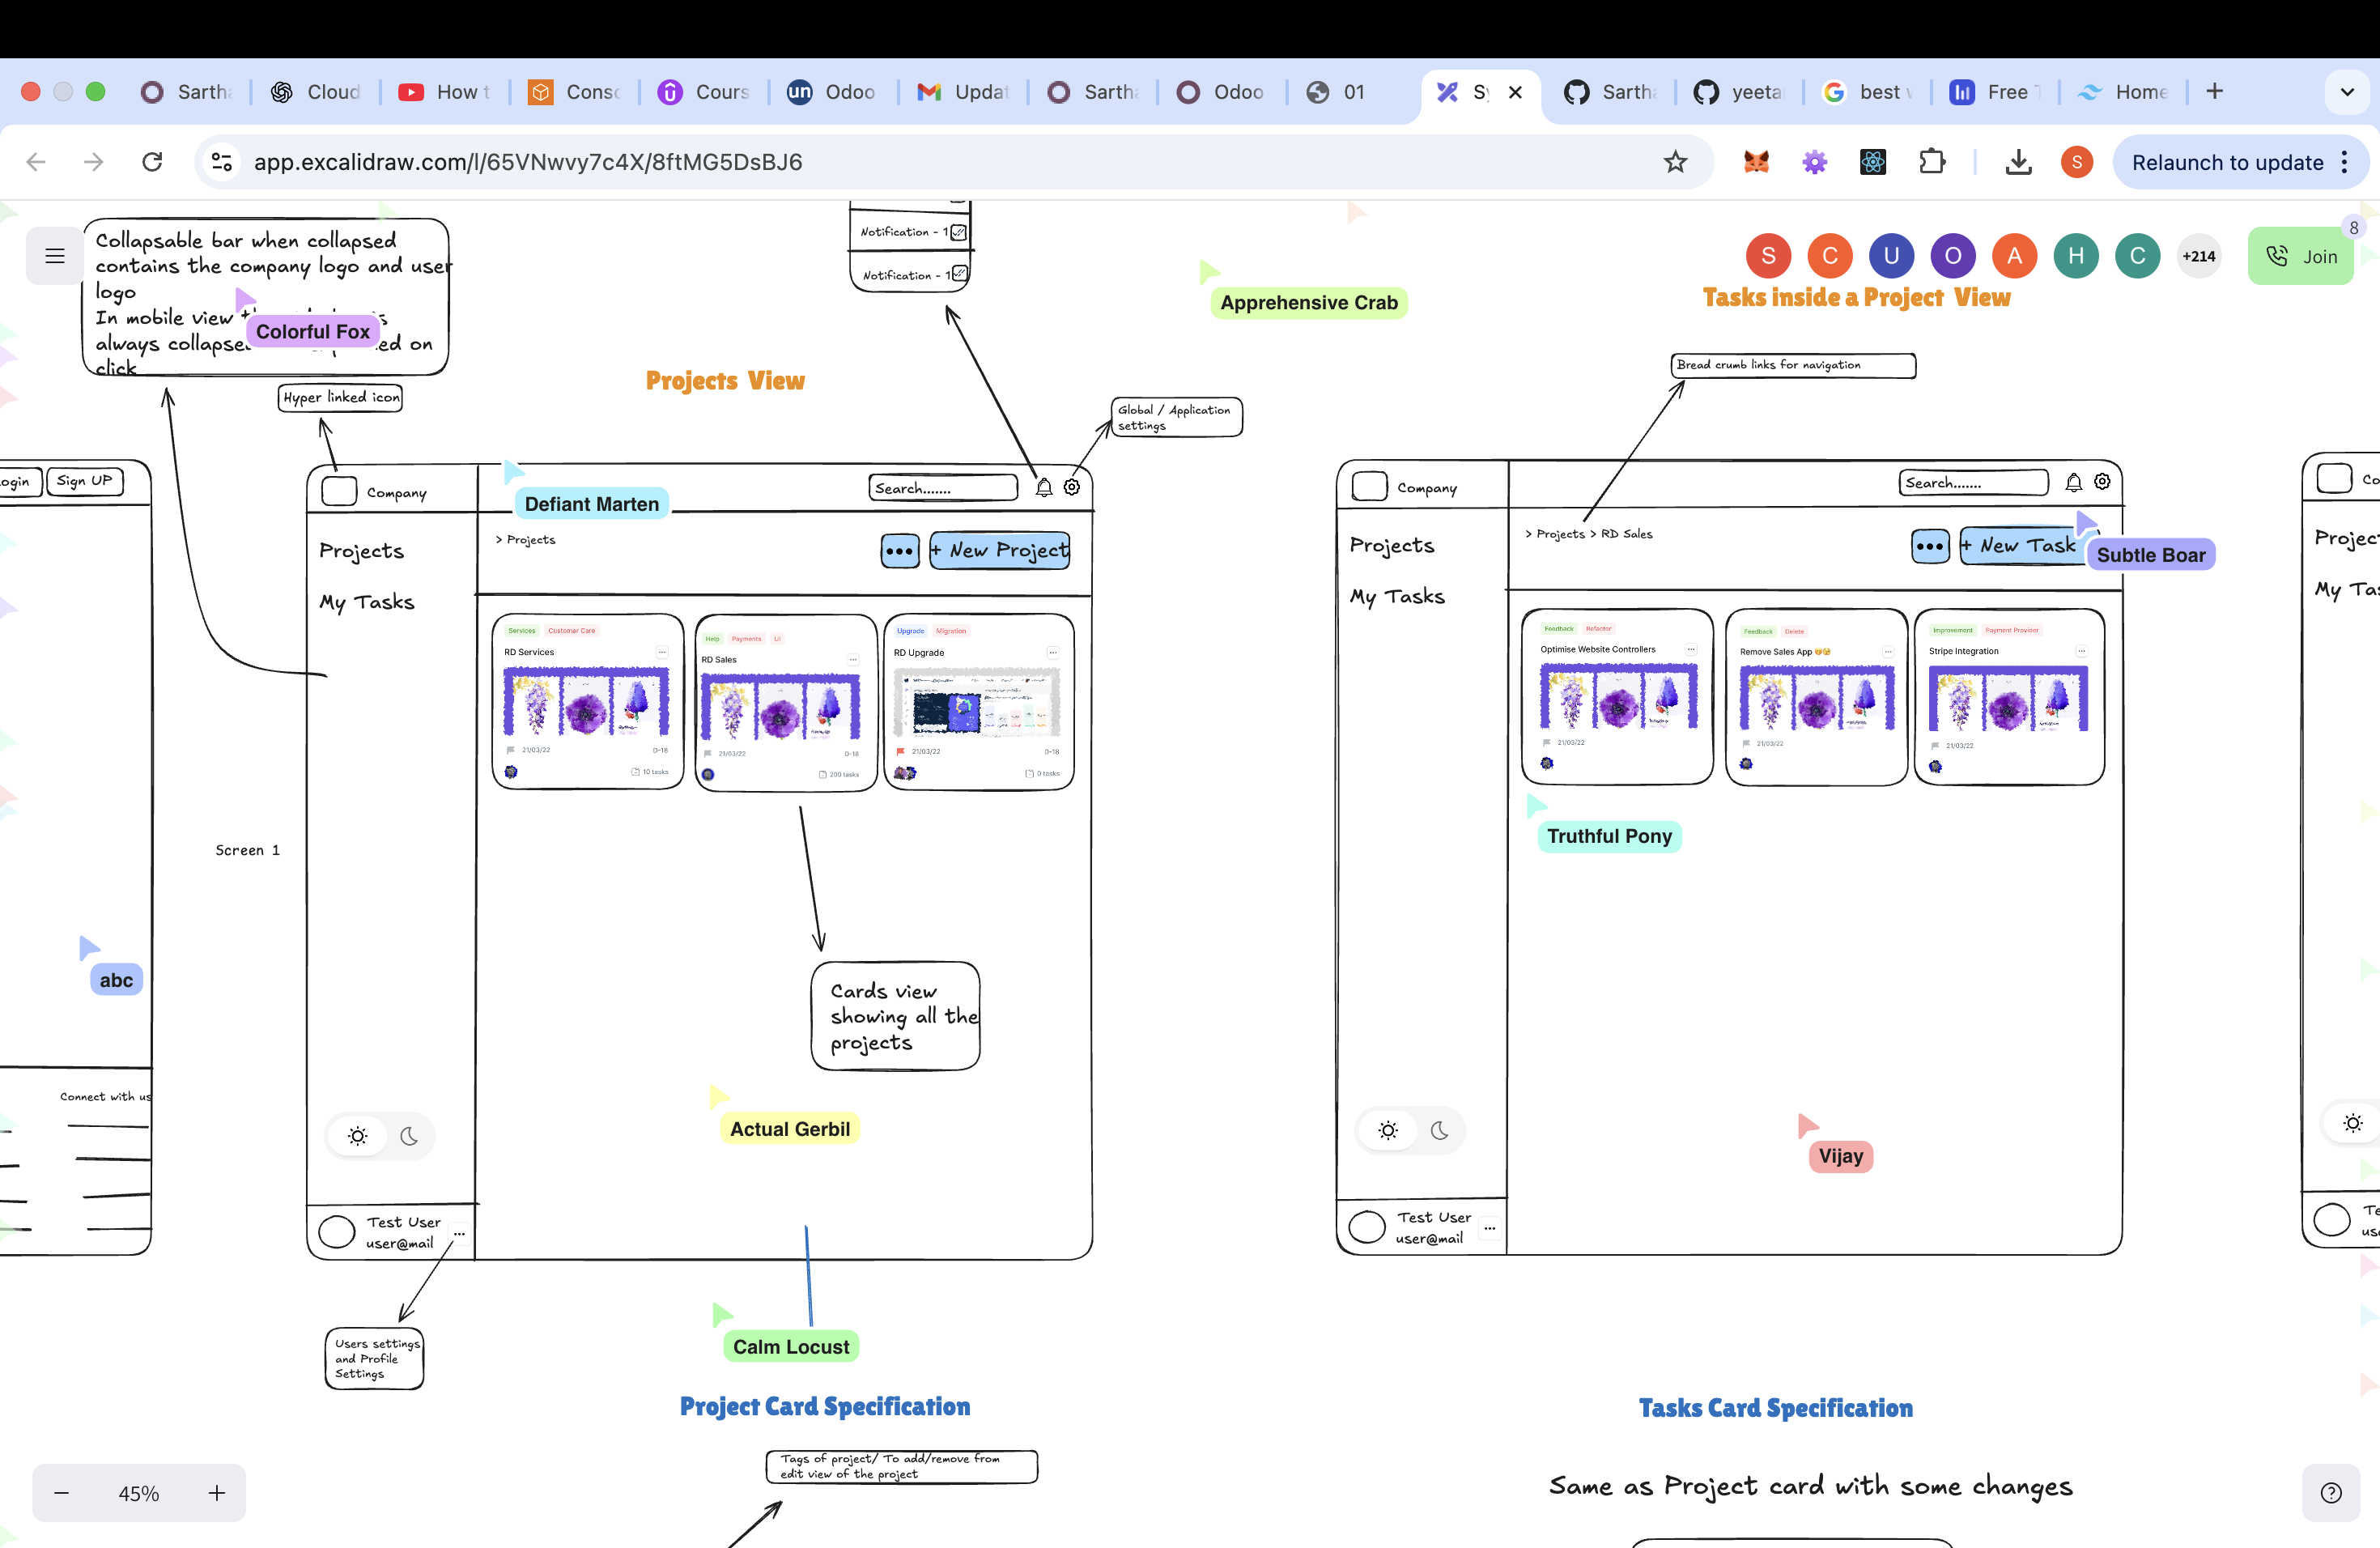 Sartha
Cloud
How t
Conso
Cours
Odoo
Updat
Sartha
Odoo
01
Sy
Sartha
yeeta
best w
Free T
Home
app.excalidraw.com/l/65VNwvy7c4X/8ftMG5DsBJ6
S
Relaunch to update
Collapsable bar when collapsed
contains the company logo and user
logo
In mobile view
always collapse
ed on
click
Colorful Fox
Hyper linked icon
Notification - 1
Notification - 1
Apprehensive Crab
S
C
U
O
A
H
C
+214
Join
8
Projects View
Global / Application
settings
Tasks inside a Project View
Bread crumb links for navigation
ogin
Sign UP
Connect with us
abc
Screen 1
Company
Search.......
Defiant Marten
> Projects
+ New Project
Projects
My Tasks
Services
Customer Care
RD Services
21/03/22
D-18
10 tasks
Help
Payments
UI
RD Sales
21/03/22
D-18
200 tasks
Upgrade
Migration
RD Upgrade
21/03/22
D-18
0 tasks
Cards view
showing all the
projects
Actual Gerbil
Test User
user@mail
Users settings
and Profile
Settings
Calm Locust
Project Card Specification
Tags of project/ To add/remove from
edit view of the project
Company
Search.......
> Projects > RD Sales
+ New Task
Subtle Boar
Projects
My Tasks
Feedback
Refactor
Optimise Website Controllers
21/03/22
Feedback
Delete
Remove Sales App
21/03/22
Improvement
Payment Provider
Stripe Integration
21/03/22
Truthful Pony
Vijay
Test User
user@mail
Tasks Card Specification
Same as Project card with some changes
Co
Project
My Ta
Te
us
45%